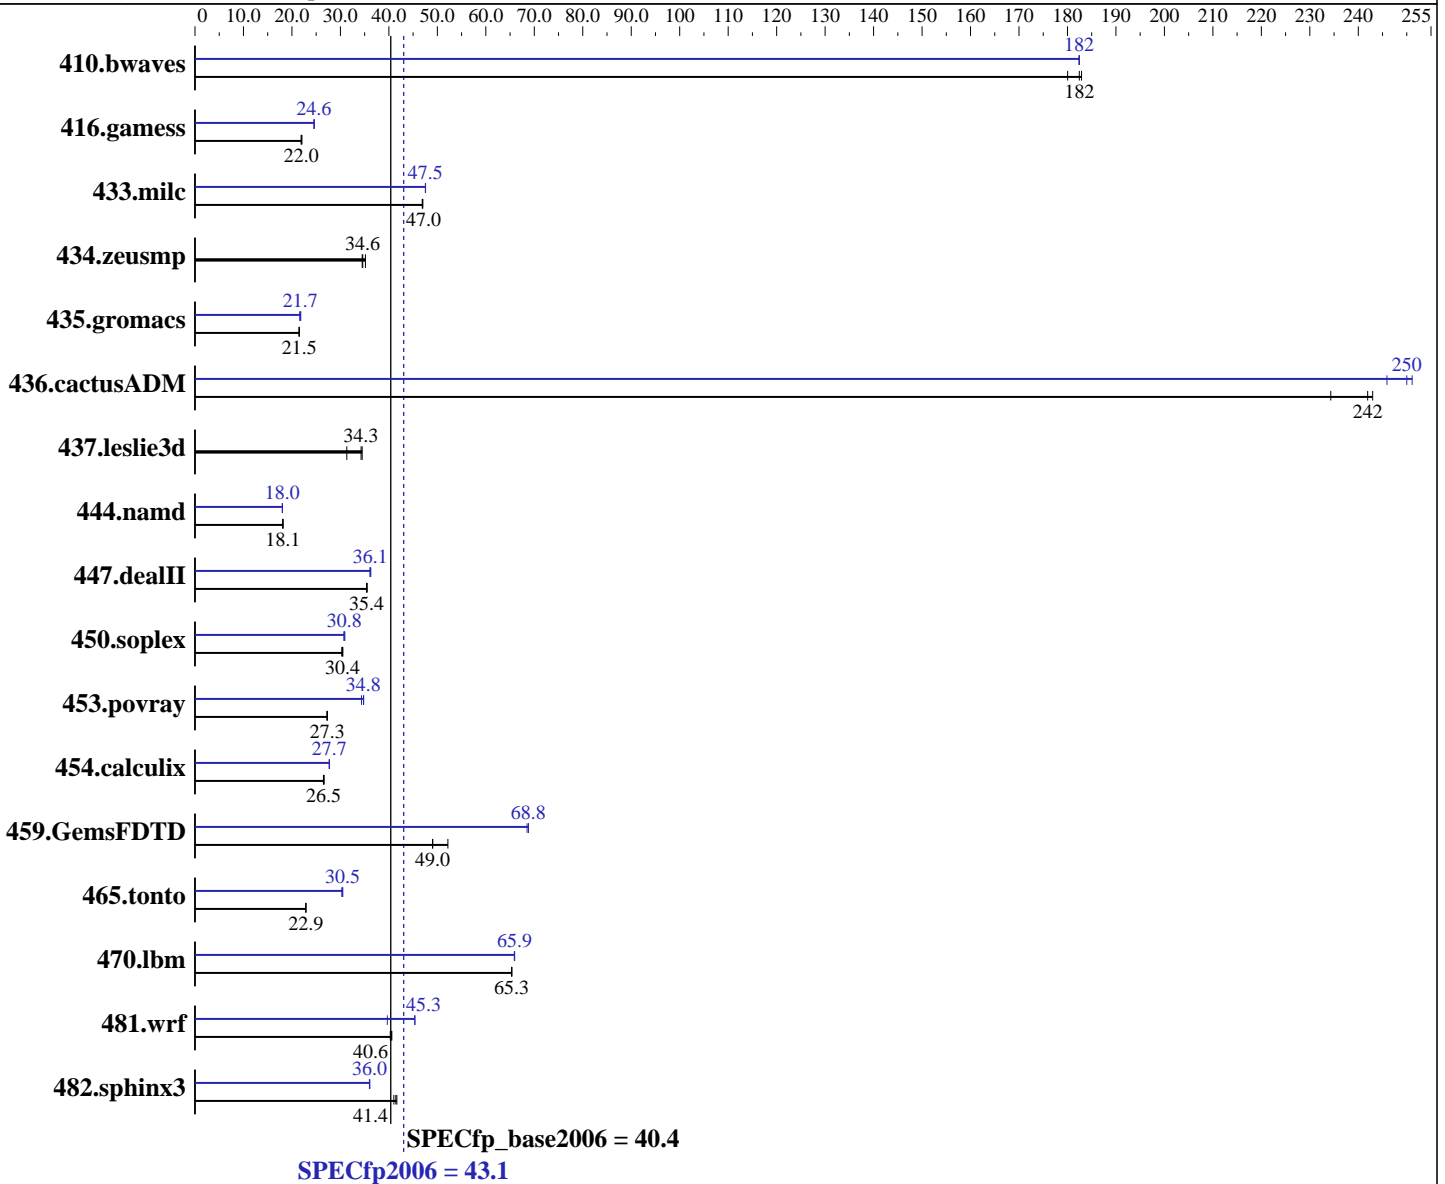 0 10.0 20.0 30.0 40.0 50.0 60.0 70.0 80.0 90.0 100 110 120 130 140 150 160 170 180 190 200 210 220 230 240 255
182
410.bwaves
182
24.6
416.gamess
22.0
47.5
433.milc
47.0
34.6
434.zeusmp
21.7
435.gromacs
21.5
250
436.cactusADM
242
34.3
437.leslie3d
18.0
444.namd
18.1
36.1
447.dealII
35.4
30.8
450.soplex
30.4
34.8
453.povray
27.3
27.7
454.calculix
26.5
68.8
459.GemsFDTD
49.0
30.5
465.tonto
22.9
65.9
470.lbm
65.3
45.3
481.wrf
40.6
36.0
482.sphinx3
41.4
SPECfp_base2006 = 40.4
SPECfp2006 = 43.1